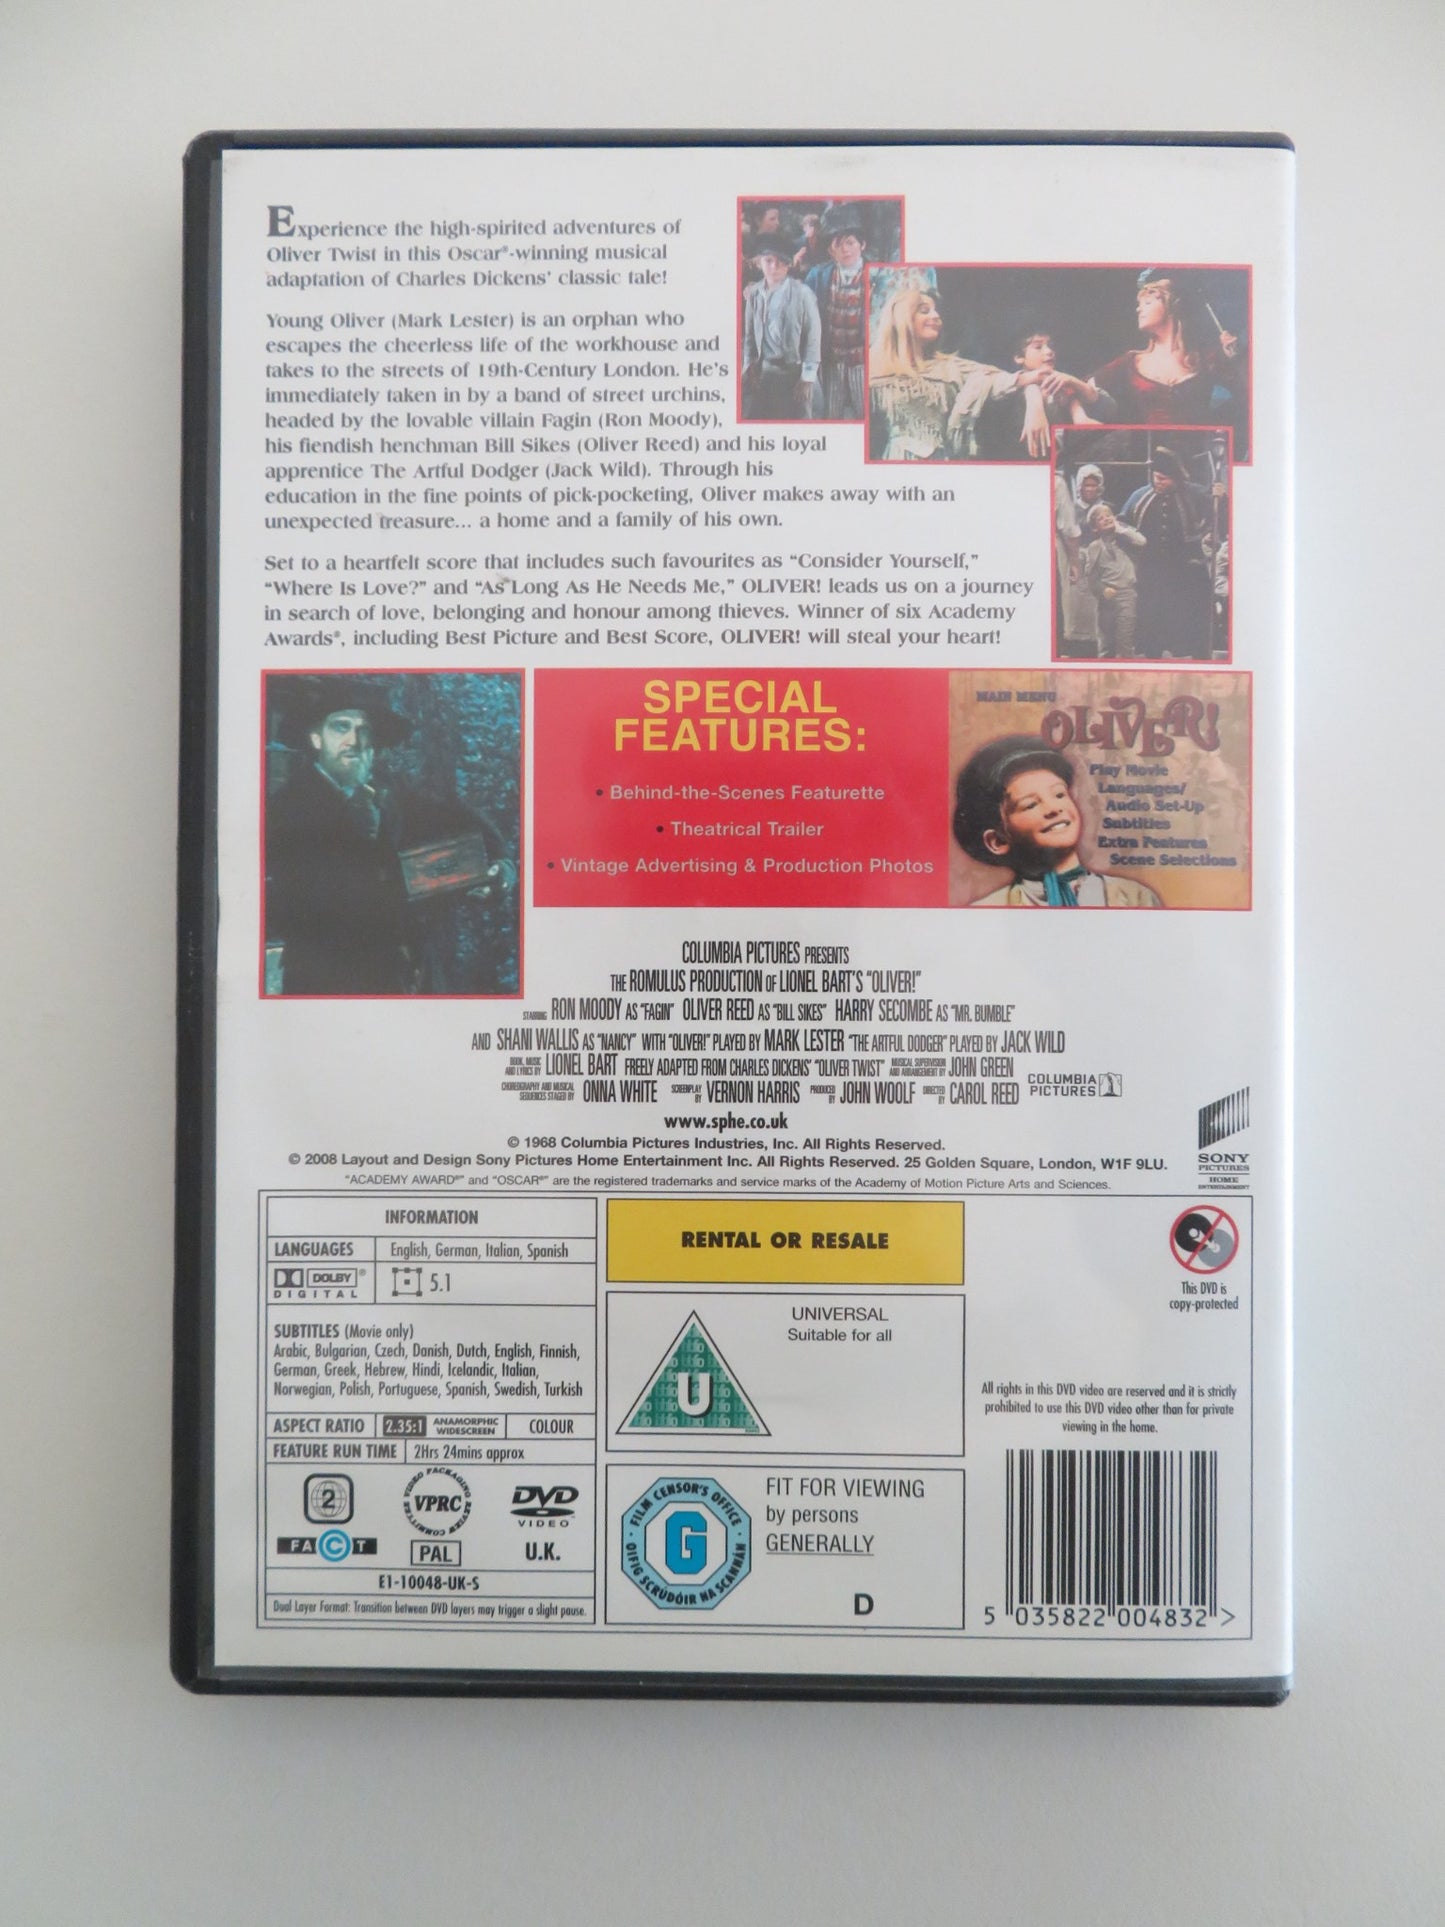 Experience the high-spirited adventures of
Oliver Twist in this Oscar®-winning musical
adaptation of Charles Dickens' classic tale!
Young Oliver (Mark Lester) is an orphan who
escapes the cheerless life of the workhouse and
takes to the streets of 19th-Century London. He's
immediately taken in by a band of street urchins,
headed by the lovable villain Fagin (Ron Moody),
his fiendish henchman Bill Sikes (Oliver Reed) and his loyal
apprentice The Artful Dodger (Jack Wild). Through his
education in the fine points of pick-pocketing, Oliver makes away with an
unexpected treasure... a home and a family of his own.
Set to a heartfelt score that includes such favourites as "Consider Yourself,"
"Where Is Love?" and "As Long As He Needs Me," OLIVER! leads us on a journey
in search of love, belonging and honour among thieves. Winner of six Academy
Awards®, including Best Picture and Best Score, OLIVER! will steal your heart!
SPECIAL
FEATURES:
• Behind-the-Scenes Featurette
• Theatrical Trailer
• Vintage Advertising & Production Photos
MAIN MENU
OLIVER!
Play Movie
Languages/
Audio Set-Up
Subtitles
Extra Features
Scene Selections
COLUMBIA PICTURES PRESENTS
THE ROMULUS PRODUCTION OF LIONEL BART'S "OLIVER!"
STARRING RON MOODY AS "FAGIN" OLIVER REED AS "BILL SIKES" HARRY SECOMBE AS "MR. BUMBLE"
AND SHANI WALLIS AS "NANCY" WITH "OLIVER!" PLAYED BY MARK LESTER "THE ARTFUL DODGER" PLAYED BY JACK WILD
BOOK, MUSIC AND LYRICS BY LIONEL BART FREELY ADAPTED FROM CHARLES DICKENS' "OLIVER TWIST" MUSICAL SUPERVISION AND ARRANGEMENT BY JOHN GREEN
CHOREOGRAPHY AND MUSICAL SEQUENCES STAGED BY ONNA WHITE SCREENPLAY BY VERNON HARRIS PRODUCED BY JOHN WOOLF DIRECTED BY CAROL REED
COLUMBIA
PICTURES
www.sphe.co.uk
© 1968 Columbia Pictures Industries, Inc. All Rights Reserved.
© 2008 Layout and Design Sony Pictures Home Entertainment Inc. All Rights Reserved. 25 Golden Square, London, W1F 9LU.
"ACADEMY AWARD®" and "OSCAR®" are the registered trademarks and service marks of the Academy of Motion Picture Arts and Sciences.
SONY
PICTURES
HOME
ENTERTAINMENT
INFORMATION
LANGUAGES English, German, Italian, Spanish
DOLBY®
DIGITAL
5.1
SUBTITLES (Movie only)
Arabic, Bulgarian, Czech, Danish, Dutch, English, Finnish,
German, Greek, Hebrew, Hindi, Icelandic, Italian,
Norwegian, Polish, Portuguese, Spanish, Swedish, Turkish
ASPECT RATIO 2.35:1 ANAMORPHIC WIDESCREEN COLOUR
FEATURE RUN TIME 2Hrs 24mins approx
2
FACT
VIDEO PACKAGING REVIEW COMMITTEE
VPRC
PAL
DVD
VIDEO
U.K.
E1-10048-UK-S
Dual Layer Format: Transition between DVD layers may trigger a slight pause.
RENTAL OR RESALE
UNIVERSAL
Suitable for all
U
FILM CENSOR'S OFFICE
G
OIFIG SCRÚDÓIR NA SCANNÁN
FIT FOR VIEWING
by persons
GENERALLY
D
This DVD is
copy-protected
All rights in this DVD video are reserved and it is strictly
prohibited to use this DVD video other than for private
viewing in the home.
5 035822 004832 >